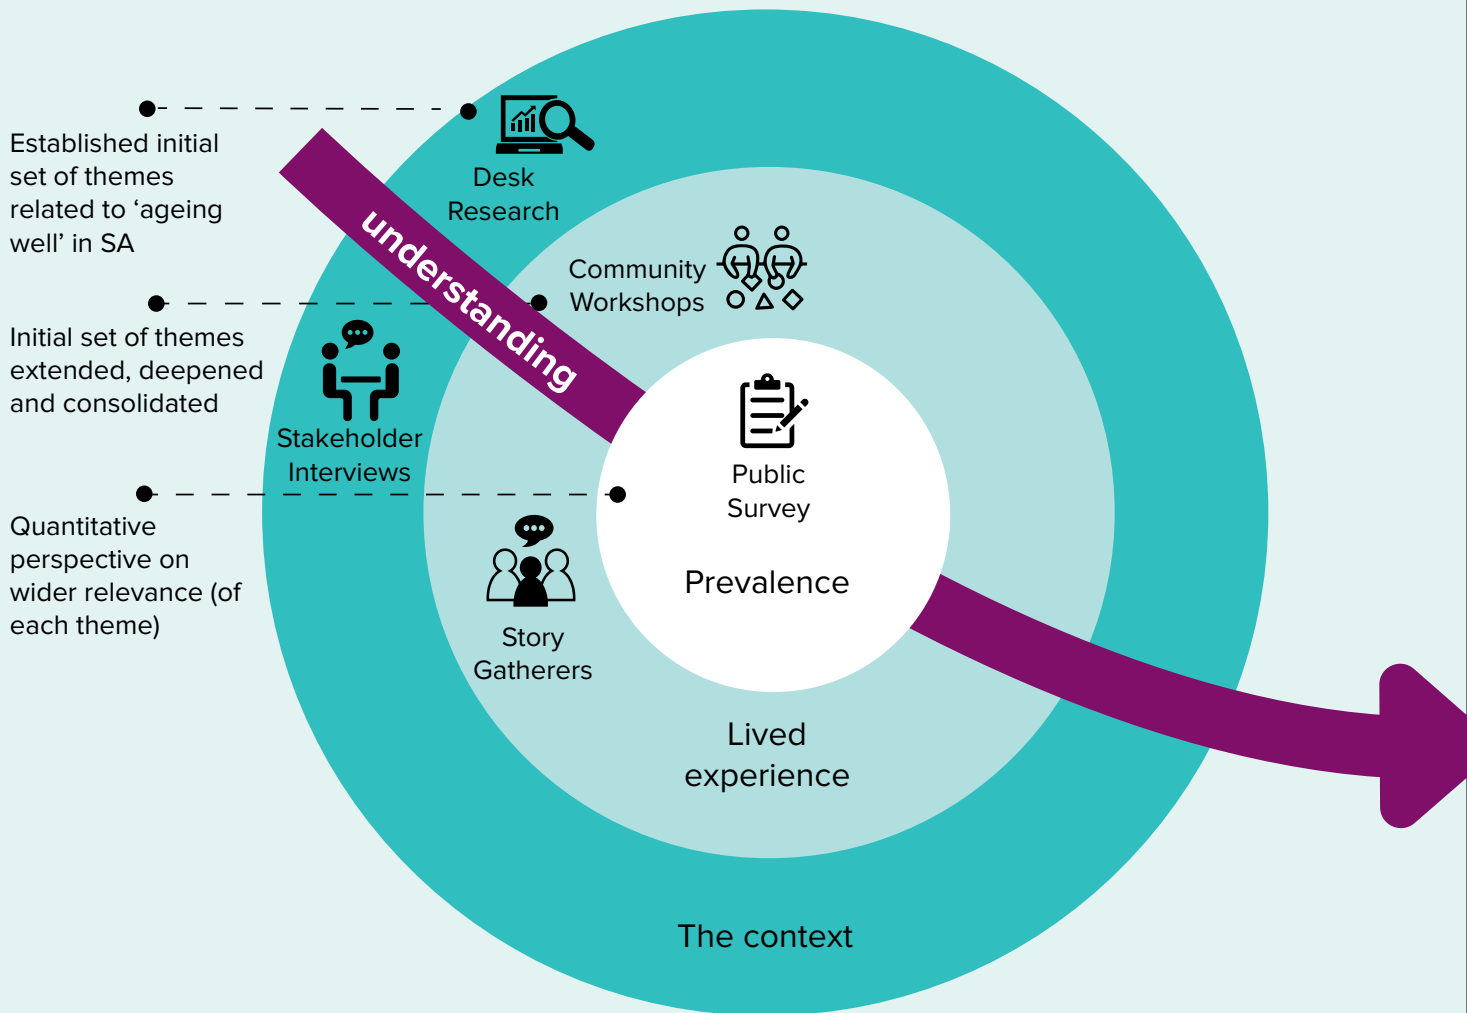 Established initial
set of themes
related to ‘ageing
well’ in SA
Initial set of themes
extended, deepened
and consolidated
Quantitative
perspective on
wider relevance (of
each theme)
Desk
Research
understanding
Community
Workshops
Stakeholder
Interviews
Public
Survey
Prevalence
Story
Gatherers
Lived
experience
The context